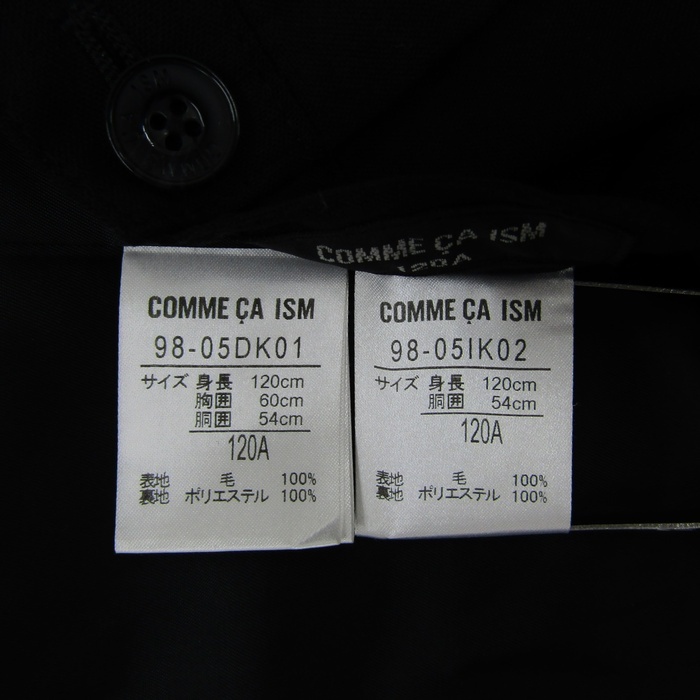 ISM
COMME ÇA ISM
120A
COMME ÇA ISM
98-05DK01
サイズ 身長 120cm
胸囲 60cm
胴囲 54cm
120A
表地 毛 100%
裏地 ポリエステル 100%
COMME ÇA ISM
98-05IK02
サイズ 身長 120cm
胴囲 54cm
120A
表地 毛 100%
裏地 ポリエステル 100%